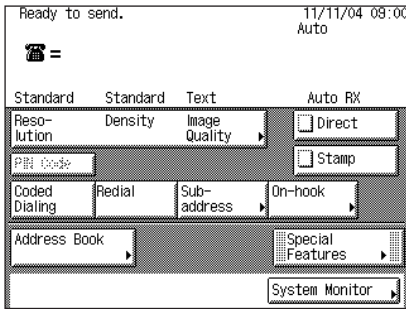 Ready to send. 11/11/04 09:00
Auto
☎=
Standard Standard Text Auto RX
Reso-
lution Density Image
Quality Direct
PIN Code Stamp
Coded
Dialing Redial Sub-
address On-hook
Address Book Special
Features
System Monitor